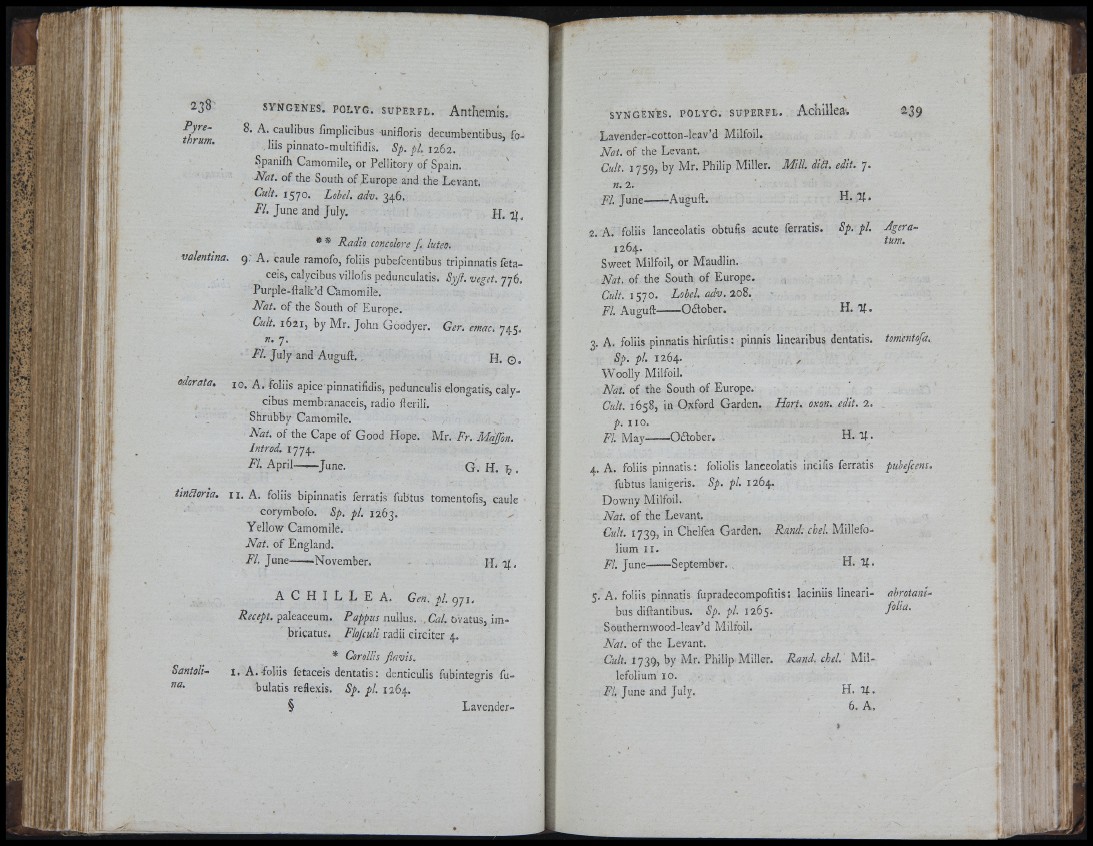 238 SYNGENES. POLYG. SUPERFL. Anthemis.
Pyrethrum. 8. A. caulibus ſimplicibus unifloris decumbentibus, fo-
liis pinnato-multifidis. Sp. pl. 1262.
Spaniſh Camomile, or Pellitory of Spain.
Nat. of the South of Europe and the Levant.
Cult. 1570. Lobel. adv. 346.
Fl. June and July. H. ♃.
** Radio concolore ſ. luteo.
valentina. 9. A. caule ramoſo, foliis pubeſcentibus tripinnatis ſeta-
ceis, calycibus villoſis pedunculatis. Syſt. veget. 776.
Purple-ſtalk'd Camomile.
Nat. of the South of Europe.
Cult. 1621, by Mr. John Goodyer. Ger. emac. 745.
n. 7.
Fl. July and Auguſt. H. ☉.
odorata. 10. A. foliis apice pinnatifidis, pedunculis elongatis, caly-
cibus membranaceis, radio ſterili.
Shrubby Camomile.
Nat. of the Cape of Good Hope. Mr. Fr. Maſſon.
Introd. 1774.
Fl. April——June. G. H. ♄.
tinctoria. 11. A. foliis bipinnatis ſerratis ſubtus tomentoſis, caule
corymboſo. Sp. pl. 1263.
Yellow Camomile.
Nat. of England.
Fl. June——November. H. ♃.
ACHILLEA. Gen. pl. 971.
Recept. paleaceum. Pappus nullus. Cal. ovatus, im-
bricatus. Floſculi radii circiter 4.
* Corollis flavis.
Santolina. 1. A. foliis ſetaceis dentatis: denticulis ſubintegris ſu-
bulatis reflexis. Sp. pl. 1264.
§ Lavender-
SYNGENES. POLYG. SUPERFL. Achillea. 239
Lavender-cotton-leav'd Milfoil.
Nat. of the Levant.
Cult. 1759, by Mr. Philip Miller. Mill. dict. edit. 7.
n. 2.
Fl. June——Auguſt. H. ♃.
2. A. foliis lanceolatis obtuſis acute ſerratis. Sp. pl. Ageratum.
1264.
Sweet Milfoil, or Maudlin.
Nat. of the South of Europe.
Cult. 1570. Lobel. adv. 208.
Fl. Auguſt——October. H. ♃.
3. A. foliis pinnatis hirſutis: pinnis linearibus dentatis. tomentoſa.
Sp. pl. 1264.
Woolly Milfoil.
Nat. of the South of Europe.
Cult. 1658, in Oxford Garden. Hort. oxon. edit. 2.
p. 110.
Fl. May——October. H. ♃.
4. A. foliis pinnatis: foliolis lanceolatis inciſis ſerratis pubeſcens.
ſubtus lanigeris. Sp. pl. 1264.
Downy Milfoil.
Nat. of the Levant.
Cult. 1739, in Chelſea Garden. Rand. chel. Millefo-
lium 11.
Fl. June——September. H. ♃.
5. A. foliis pinnatis ſupradecompoſitis: laciniis lineari- abrotanifolia.
bus diſtantibus. Sp. pl. 1265.
Southernwood-leav'd Milfoil.
Nat. of the Levant.
Cult. 1739, by Mr. Philip Miller. Rand. chel. Mil-
lefolium 10.
Fl. June and July. H. ♃.
6. A.